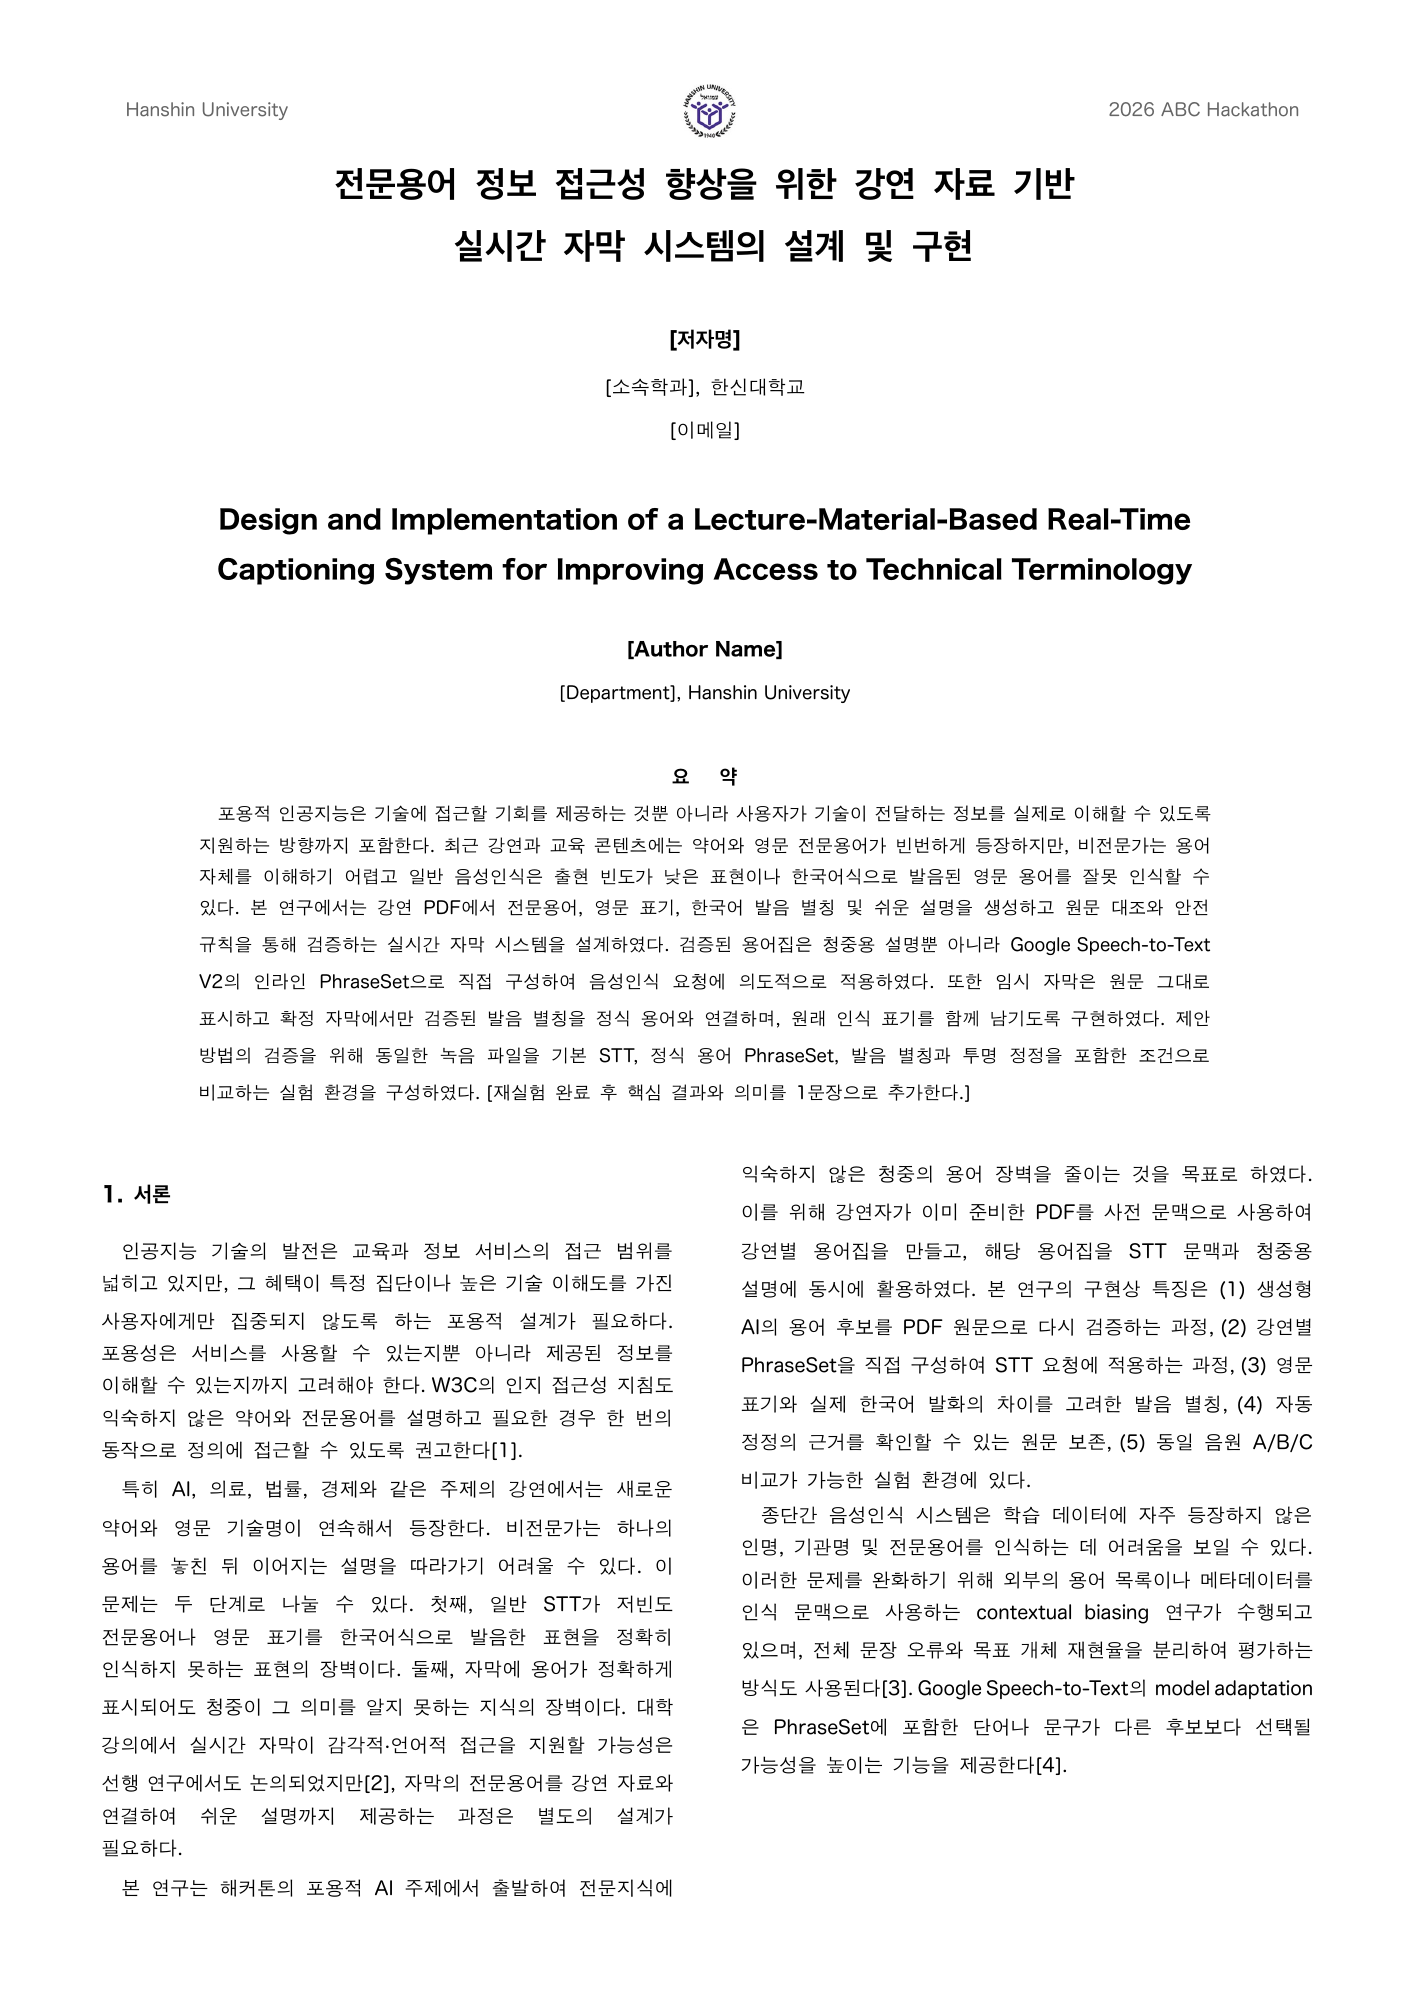 Hanshin University
HANSHIN UNIVERSITY
1940
2026 ABC Hackathon
전문용어 정보 접근성 향상을 위한 강연 자료 기반
실시간 자막 시스템의 설계 및 구현
[저자명]
[소속학과], 한신대학교
[이메일]
Design and Implementation of a Lecture-Material-Based Real-Time
Captioning System for Improving Access to Technical Terminology
[Author Name]
[Department], Hanshin University
요 약
포용적 인공지능은 기술에 접근할 기회를 제공하는 것뿐 아니라 사용자가 기술이 전달하는 정보를 실제로 이해할 수 있도록
지원하는 방향까지 포함한다. 최근 강연과 교육 콘텐츠에는 약어와 영문 전문용어가 빈번하게 등장하지만, 비전문가는 용어
자체를 이해하기 어렵고 일반 음성인식은 출현 빈도가 낮은 표현이나 한국어식으로 발음된 영문 용어를 잘못 인식할 수
있다. 본 연구에서는 강연 PDF에서 전문용어, 영문 표기, 한국어 발음 별칭 및 쉬운 설명을 생성하고 원문 대조와 안전
규칙을 통해 검증하는 실시간 자막 시스템을 설계하였다. 검증된 용어집은 청중용 설명뿐 아니라 Google Speech-to-Text
V2의 인라인 PhraseSet으로 직접 구성하여 음성인식 요청에 의도적으로 적용하였다. 또한 임시 자막은 원문 그대로
표시하고 확정 자막에서만 검증된 발음 별칭을 정식 용어와 연결하며, 원래 인식 표기를 함께 남기도록 구현하였다. 제안
방법의 검증을 위해 동일한 녹음 파일을 기본 STT, 정식 용어 PhraseSet, 발음 별칭과 투명 정정을 포함한 조건으로
비교하는 실험 환경을 구성하였다. [재실험 완료 후 핵심 결과와 의미를 1문장으로 추가한다.]
1. 서론
인공지능 기술의 발전은 교육과 정보 서비스의 접근 범위를
넓히고 있지만, 그 혜택이 특정 집단이나 높은 기술 이해도를 가진
사용자에게만 집중되지 않도록 하는 포용적 설계가 필요하다.
포용성은 서비스를 사용할 수 있는지뿐 아니라 제공된 정보를
이해할 수 있는지까지 고려해야 한다. W3C의 인지 접근성 지침도
익숙하지 않은 약어와 전문용어를 설명하고 필요한 경우 한 번의
동작으로 정의에 접근할 수 있도록 권고한다[1].
특히 AI, 의료, 법률, 경제와 같은 주제의 강연에서는 새로운
약어와 영문 기술명이 연속해서 등장한다. 비전문가는 하나의
용어를 놓친 뒤 이어지는 설명을 따라가기 어려울 수 있다. 이
문제는 두 단계로 나눌 수 있다. 첫째, 일반 STT가 저빈도
전문용어나 영문 표기를 한국어식으로 발음한 표현을 정확히
인식하지 못하는 표현의 장벽이다. 둘째, 자막에 용어가 정확하게
표시되어도 청중이 그 의미를 알지 못하는 지식의 장벽이다. 대학
강의에서 실시간 자막이 감각적·언어적 접근을 지원할 가능성은
선행 연구에서도 논의되었지만[2], 자막의 전문용어를 강연 자료와
연결하여 쉬운 설명까지 제공하는 과정은 별도의 설계가
필요하다.
본 연구는 해커톤의 포용적 AI 주제에서 출발하여 전문지식에
익숙하지 않은 청중의 용어 장벽을 줄이는 것을 목표로 하였다.
이를 위해 강연자가 이미 준비한 PDF를 사전 문맥으로 사용하여
강연별 용어집을 만들고, 해당 용어집을 STT 문맥과 청중용
설명에 동시에 활용하였다. 본 연구의 구현상 특징은 (1) 생성형
AI의 용어 후보를 PDF 원문으로 다시 검증하는 과정, (2) 강연별
PhraseSet을 직접 구성하여 STT 요청에 적용하는 과정, (3) 영문
표기와 실제 한국어 발화의 차이를 고려한 발음 별칭, (4) 자동
정정의 근거를 확인할 수 있는 원문 보존, (5) 동일 음원 A/B/C
비교가 가능한 실험 환경에 있다.
종단간 음성인식 시스템은 학습 데이터에 자주 등장하지 않은
인명, 기관명 및 전문용어를 인식하는 데 어려움을 보일 수 있다.
이러한 문제를 완화하기 위해 외부의 용어 목록이나 메타데이터를
인식 문맥으로 사용하는 contextual biasing 연구가 수행되고
있으며, 전체 문장 오류와 목표 개체 재현율을 분리하여 평가하는
방식도 사용된다[3]. Google Speech-to-Text의 model adaptation
은 PhraseSet에 포함한 단어나 문구가 다른 후보보다 선택될
가능성을 높이는 기능을 제공한다[4].